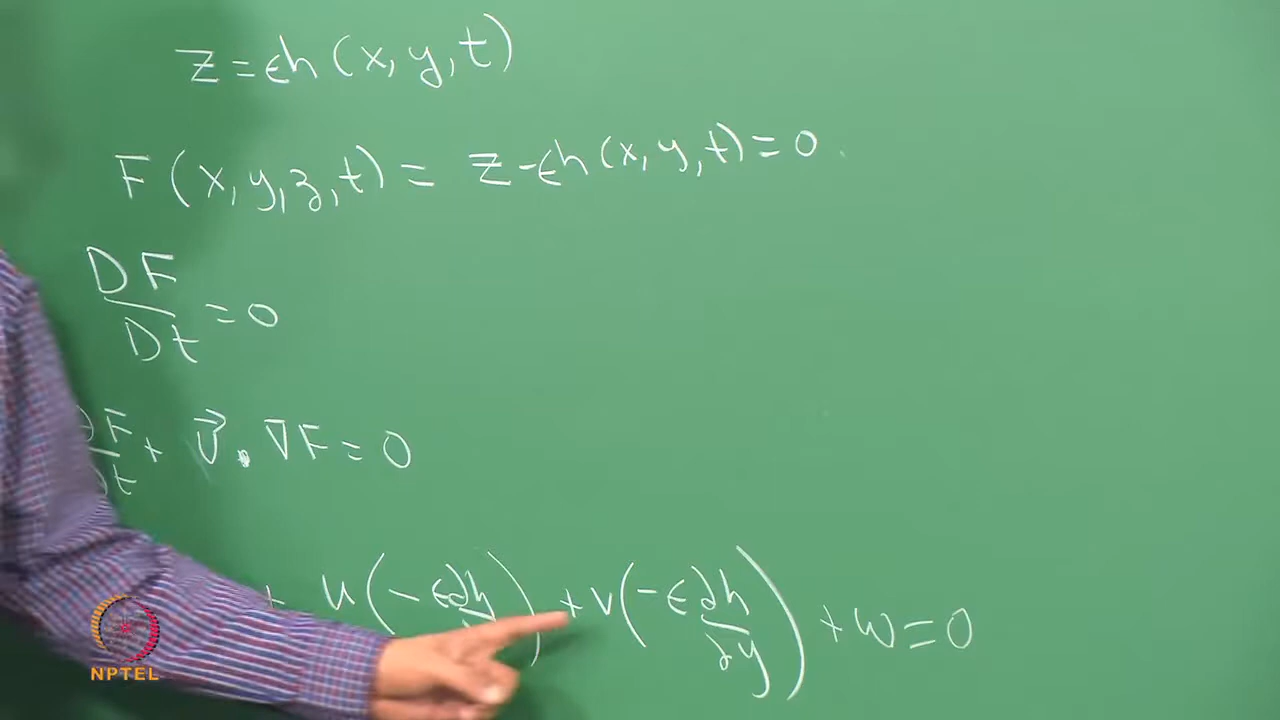 z = ϵh (x, y, t)
F (x, y, z, t) = z - ϵh (x, y, t) = 0
DF/Dt = 0
∂F/∂t + v⃗ . ∇F = 0
+ u ( - ϵ∂h ) + v ( - ϵ ∂h/∂y ) + w = 0
NPTEL